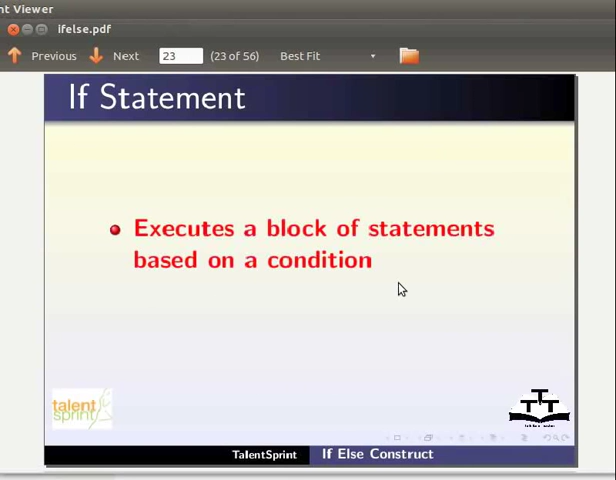 nt Viewer
ifelse.pdf
Previous Next 23 (23 of 56) Best Fit
If Statement
Executes a block of statements
based on a condition
talent
sprint
TTT
TalentSprint If Else Construct